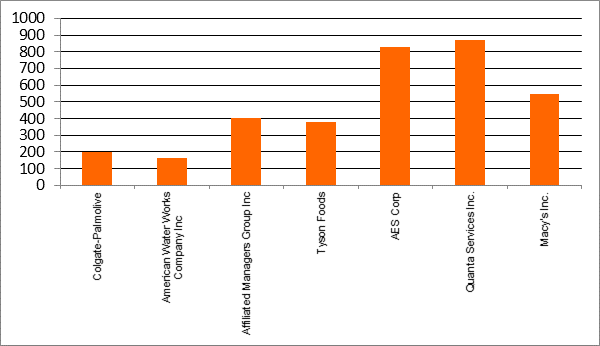 1000
900
800
700
600
500
400
300
200
100
0
Colgate-Palmolive
American Water Works
Company Inc
Affiliated Managers Group Inc
Tyson Foods
AES Corp
Quanta Services Inc.
Macy's Inc.